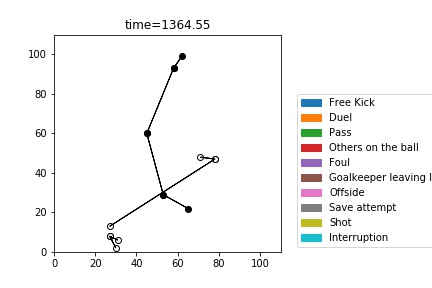 time=1364.55
100
80
60
40
20
0
0 20 40 60 80 100
Free Kick
Duel
Pass
Others on the ball
Foul
Goalkeeper leaving l
Offside
Save attempt
Shot
Interruption